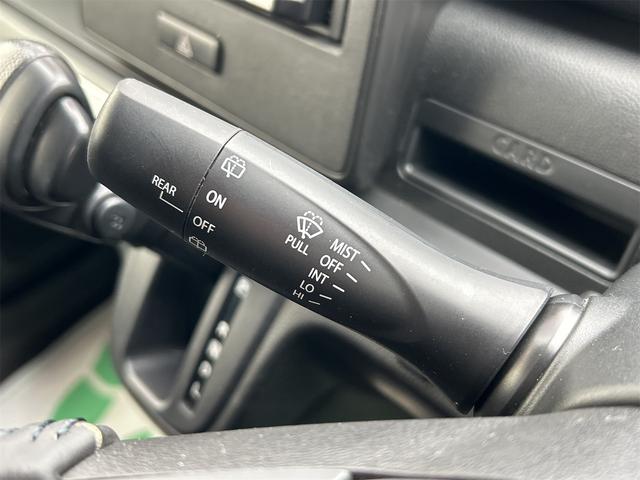 CARD
REAR
ON
OFF
PULL
MIST
OFF
INT
LO
HI